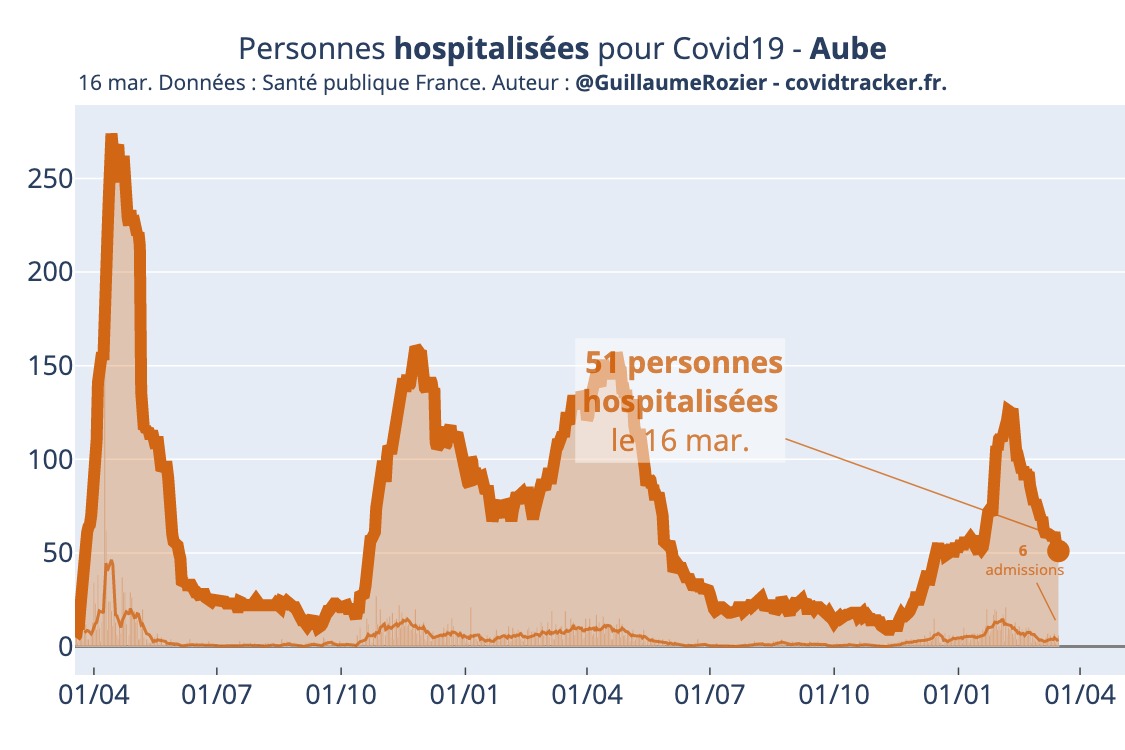 Personnes hospitalisées pour Covid19 - Aube
16 mar. Données : Santé publique France. Auteur : @GuillaumeRozier - covidtracker.fr.
250
200
150
100
50
0
51 personnes
hospitalisées
le 16 mar.
6
admissions
01/04 01/07 01/10 01/01 01/04 01/07 01/10 01/01 01/04